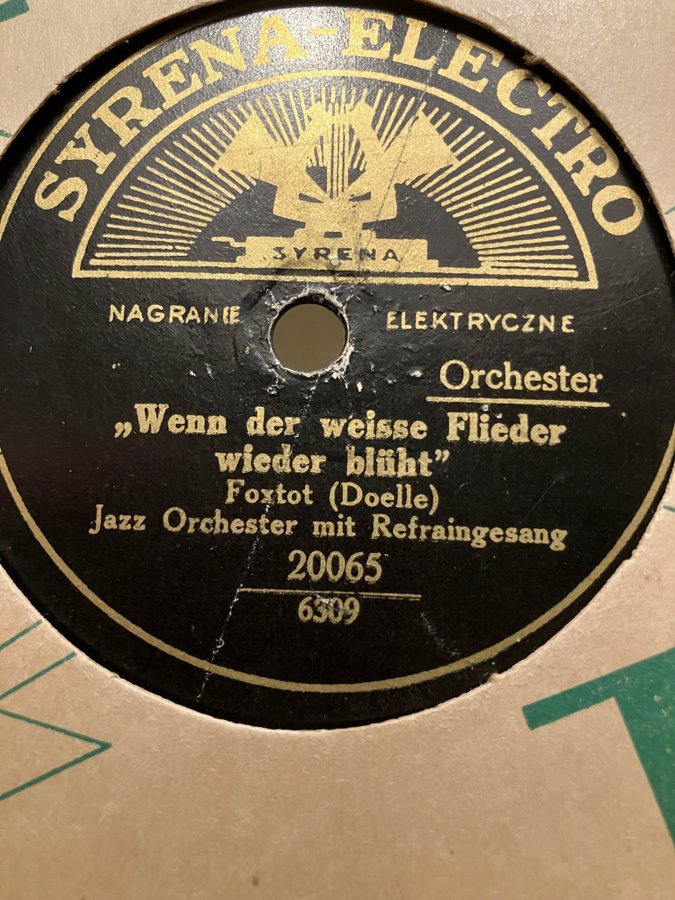 SYRENA-ELECTRO
SYRENA
NAGRANIE ELEKTRYCZNE
Orchester
„Wenn der weisse Flieder
wieder blüht”
Foxtot (Doelle)
Jazz Orchester mit Refraingesang
20065
6309